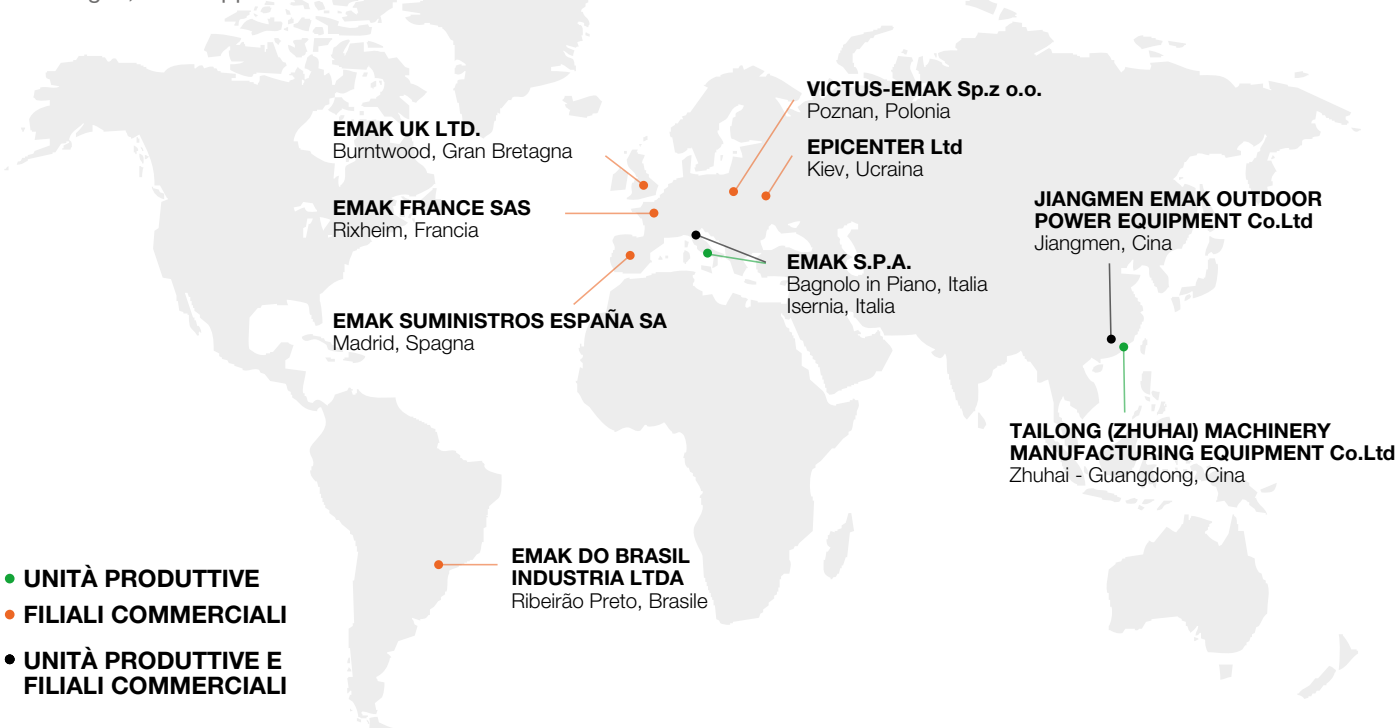 VICTUS-EMAK Sp.z o.o.
Poznan, Polonia
EMAK UK LTD.
Burntwood, Gran Bretagna
EPICENTER Ltd
Kiev, Ucraina
JIANGMEN EMAK OUTDOOR
POWER EQUIPMENT Co.Ltd
Jiangmen, Cina
EMAK FRANCE SAS
Rixheim, Francia
EMAK S.P.A.
Bagnolo in Piano, Italia
Isernia, Italia
EMAK SUMINISTROS ESPAÑA SA
Madrid, Spagna
TAILONG (ZHUHAI) MACHINERY
MANUFACTURING EQUIPMENT Co.Ltd
Zhuhai - Guangdong, Cina
EMAK DO BRASIL
INDUSTRIA LTDA
Ribeirão Preto, Brasile
UNITÀ PRODUTTIVE
FILIALI COMMERCIALI
UNITÀ PRODUTTIVE E
FILIALI COMMERCIALI